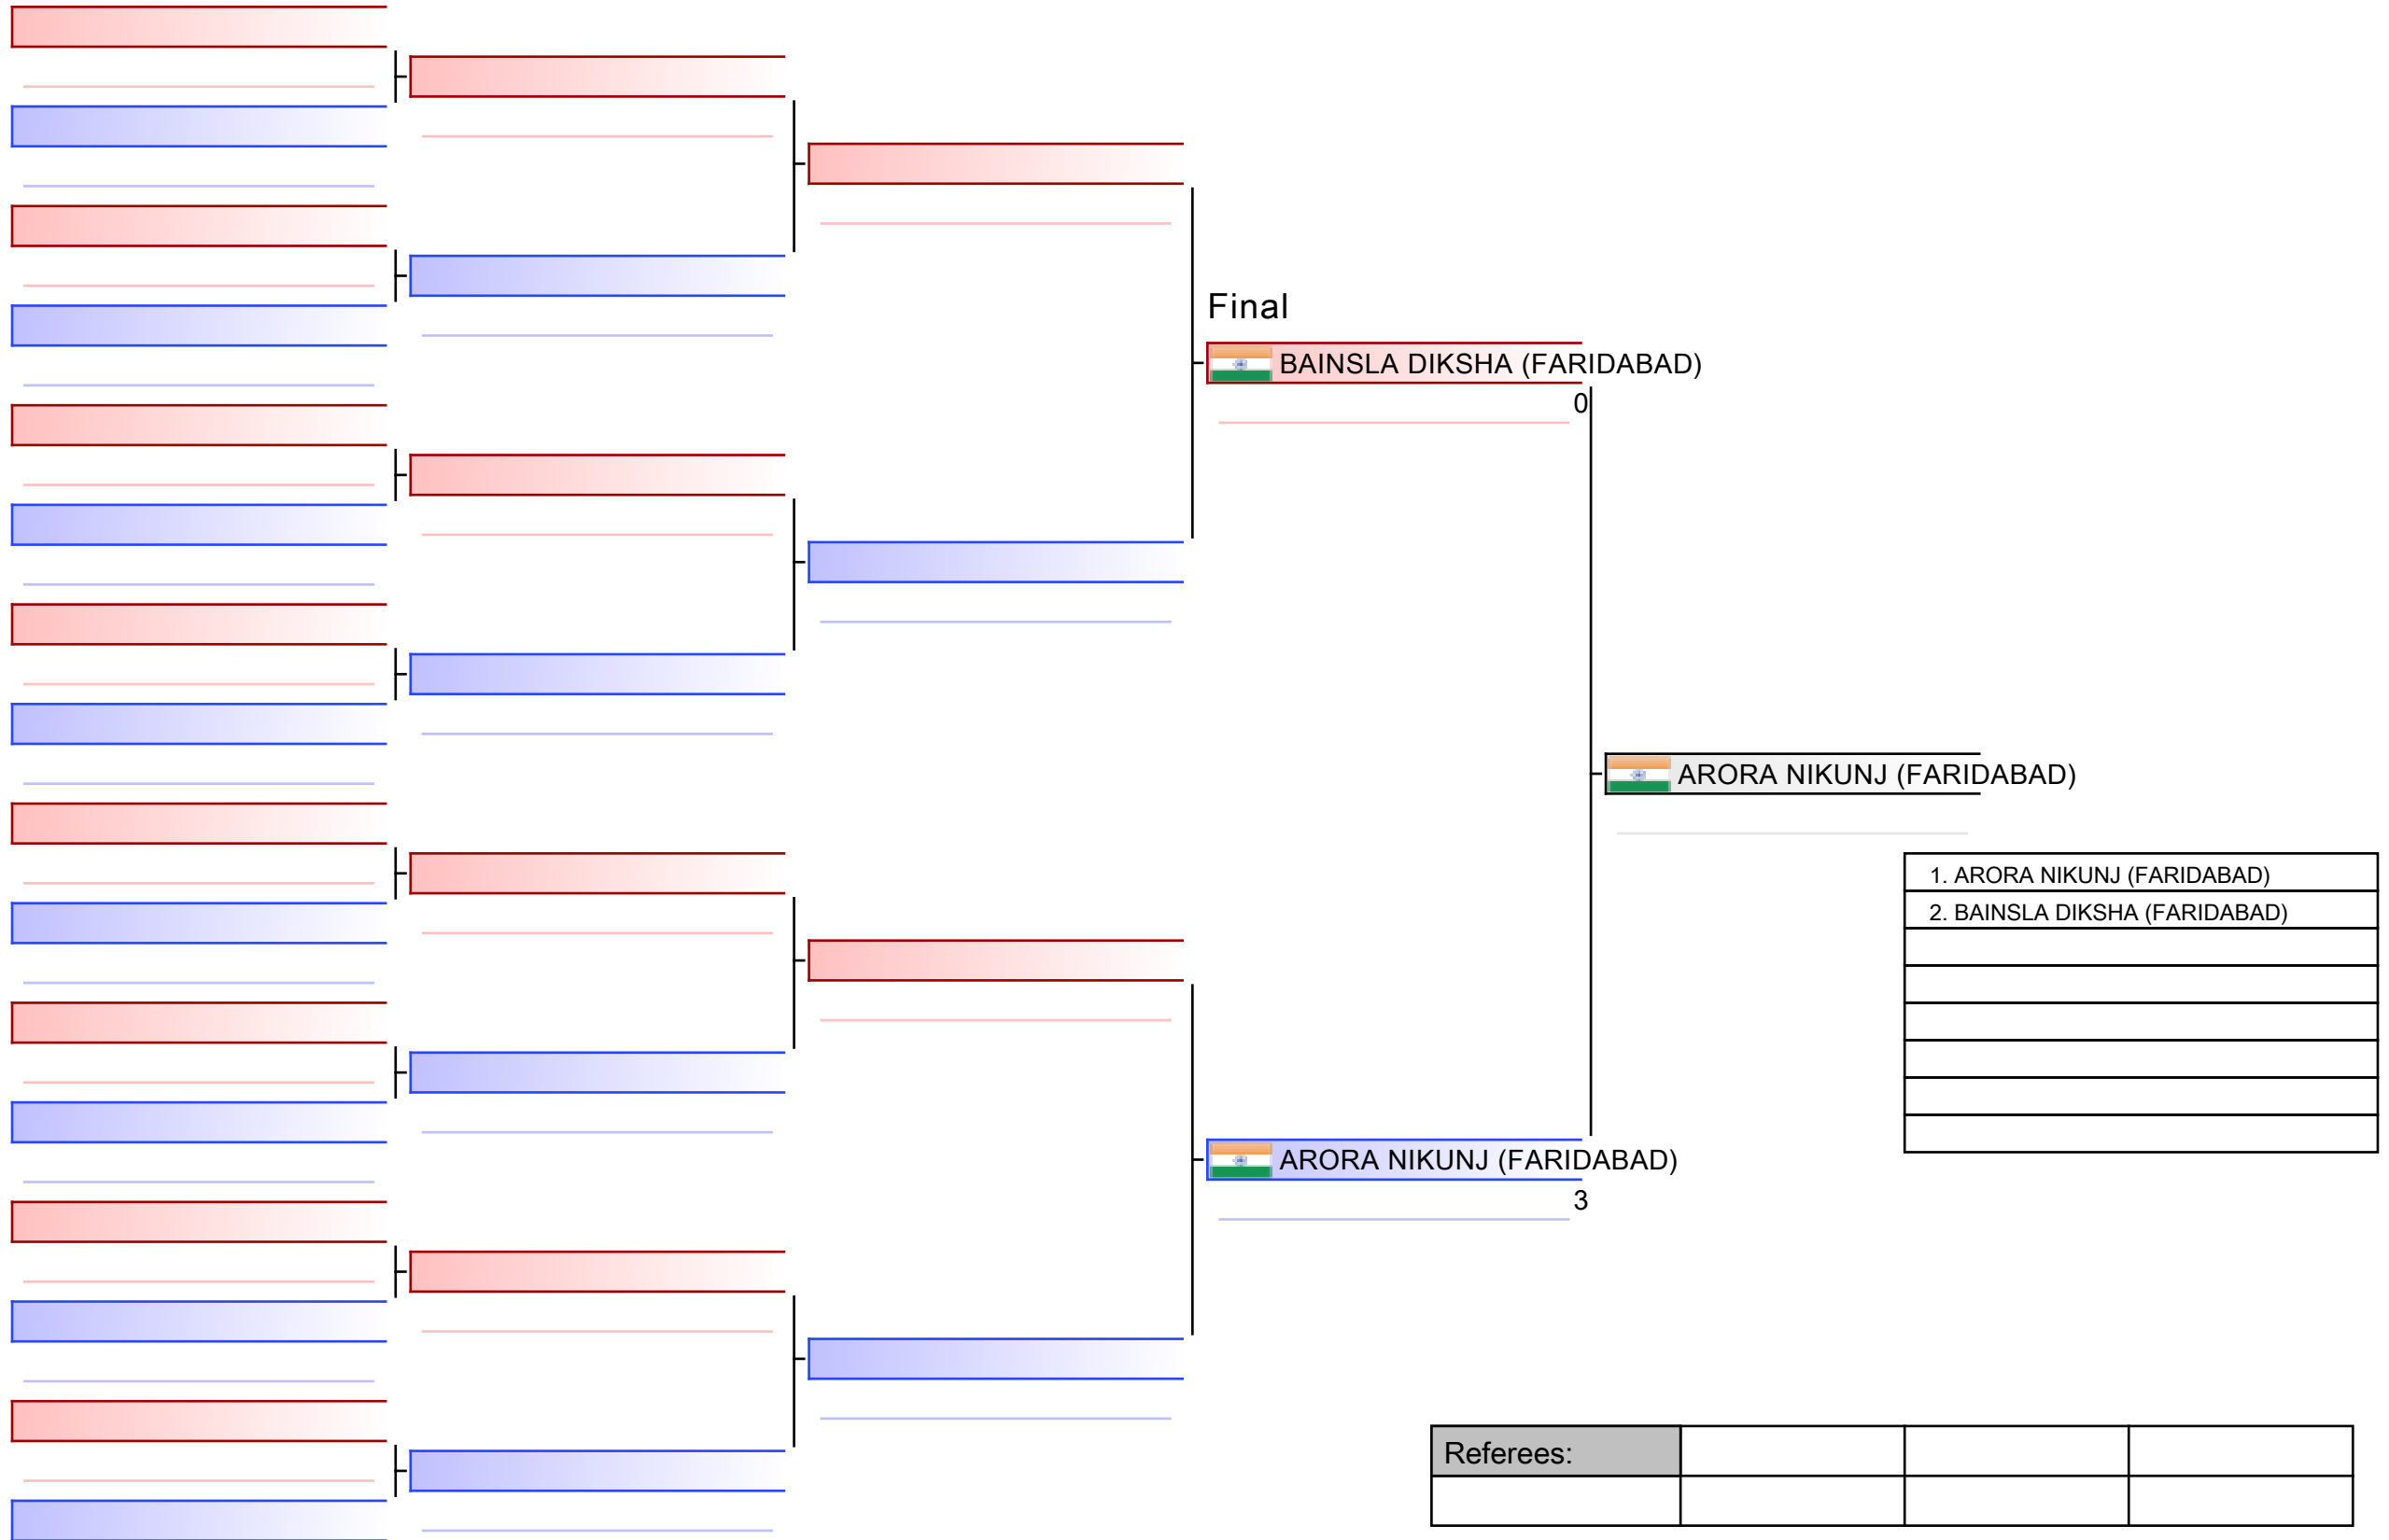 Final
BAINSLA DIKSHA (FARIDABAD)
0
ARORA NIKUNJ (FARIDABAD)
1. ARORA NIKUNJ (FARIDABAD)
2. BAINSLA DIKSHA (FARIDABAD)
ARORA NIKUNJ (FARIDABAD)
3
Referees: